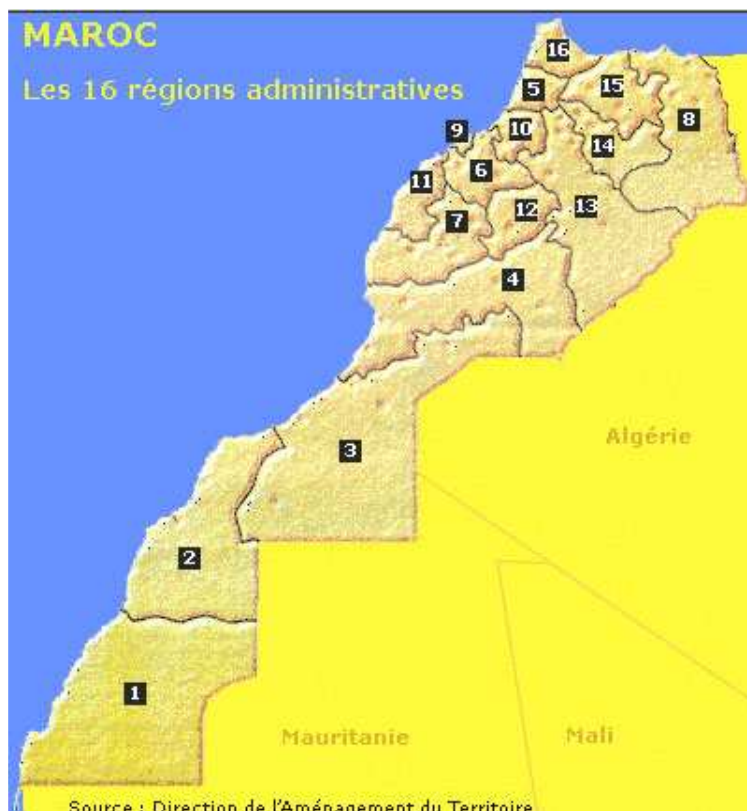 MAROC
Les 16 régions administratives
16
15
5
8
9
10
14
6
11
13
12
7
4
Algérie
3
2
1
Mauritanie
Mali
Source : Direction de l'Aménagement du Territoire